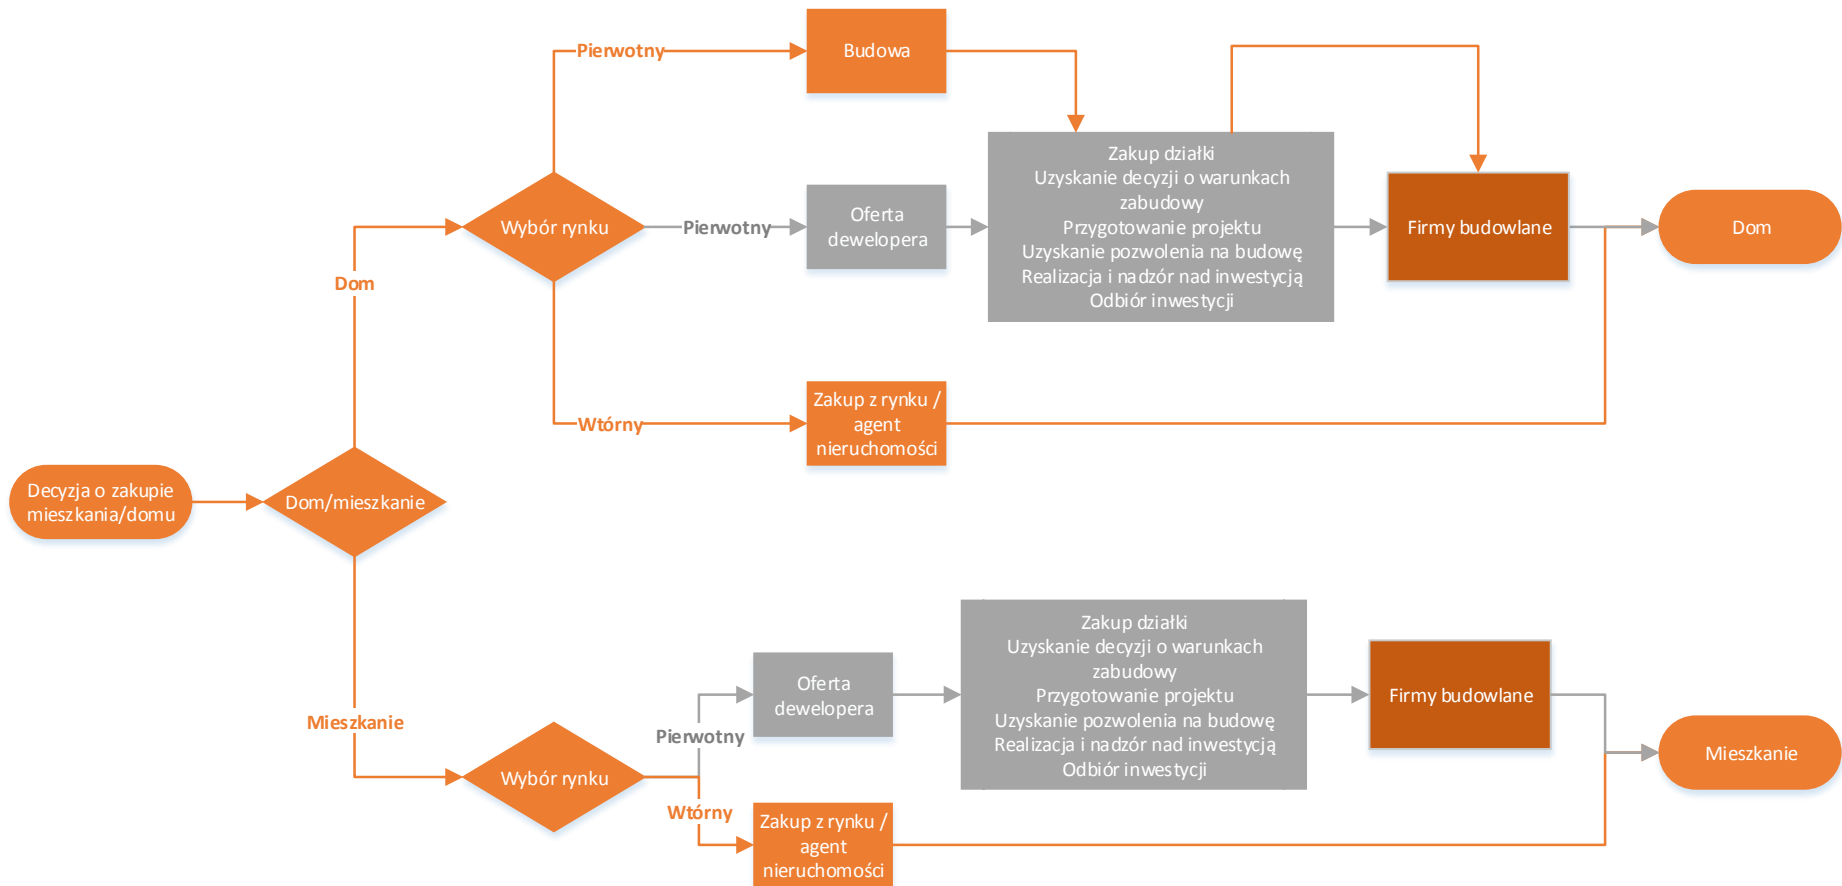 Pierwotny
Budowa
Zakup działki
Uzyskanie decyzji o warunkach
zabudowy
Przygotowanie projektu
Uzyskanie pozwolenia na budowę
Realizacja i nadzór nad inwestycją
Odbiór inwestycji
Wybór rynku
Pierwotny
Oferta
dewelopera
Firmy budowlane
Dom
Dom
Wtórny
Zakup z rynku /
agent
nieruchomości
Decyzja o zakupie
mieszkania/domu
Dom/mieszkanie
Mieszkanie
Wybór rynku
Pierwotny
Oferta
dewelopera
Zakup działki
Uzyskanie decyzji o warunkach
zabudowy
Przygotowanie projektu
Uzyskanie pozwolenia na budowę
Realizacja i nadzór nad inwestycją
Odbiór inwestycji
Firmy budowlane
Mieszkanie
Wtórny
Zakup z rynku /
agent
nieruchomości